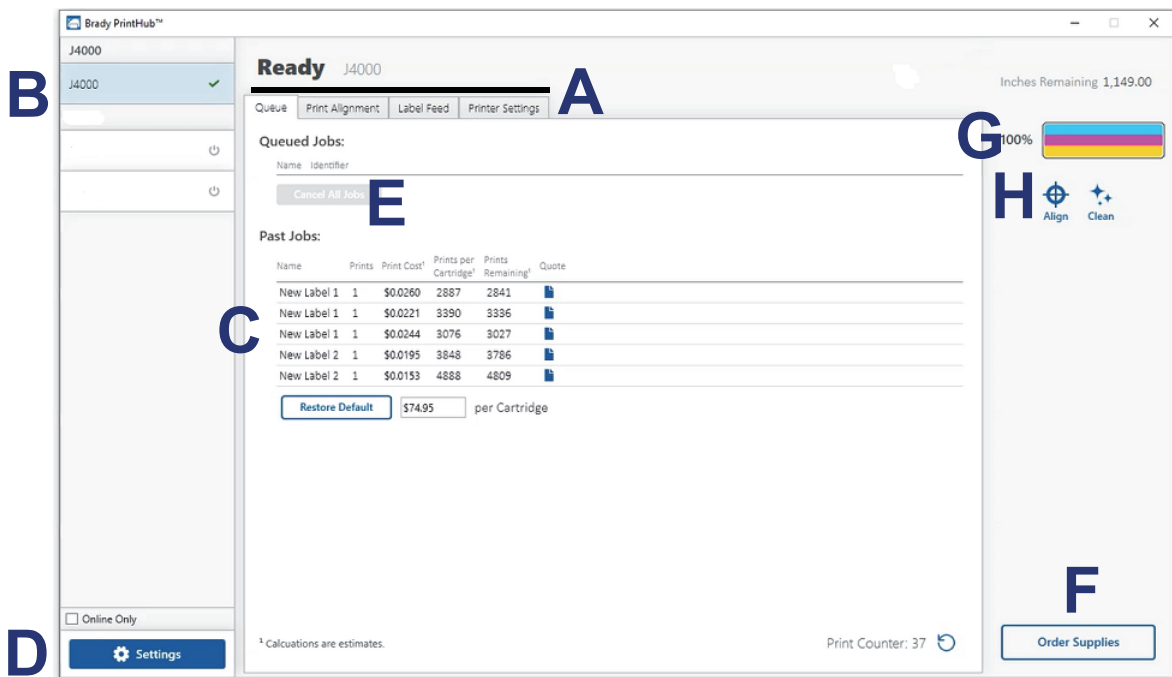 Brady PrintHub™
J4000
J4000
Online Only
Settings
Ready J4000
Queue Print Alignment Label Feed Printer Settings
Queued Jobs:
Name Identifier
Cancel All Jobs
Past Jobs:
Name Prints Print Cost¹ Prints per Cartridge¹ Prints Remaining¹ Quote
New Label 1 1 $0.0260 2887 2841
New Label 1 1 $0.0221 3390 3336
New Label 1 1 $0.0244 3076 3027
New Label 2 1 $0.0195 3848 3786
New Label 2 1 $0.0153 4888 4809
Restore Default $74.95 per Cartridge
¹ Calcuations are estimates.
Print Counter: 37
Inches Remaining 1,149.00
100%
Align Clean
Order Supplies
A
B
C
D
E
F
G
H